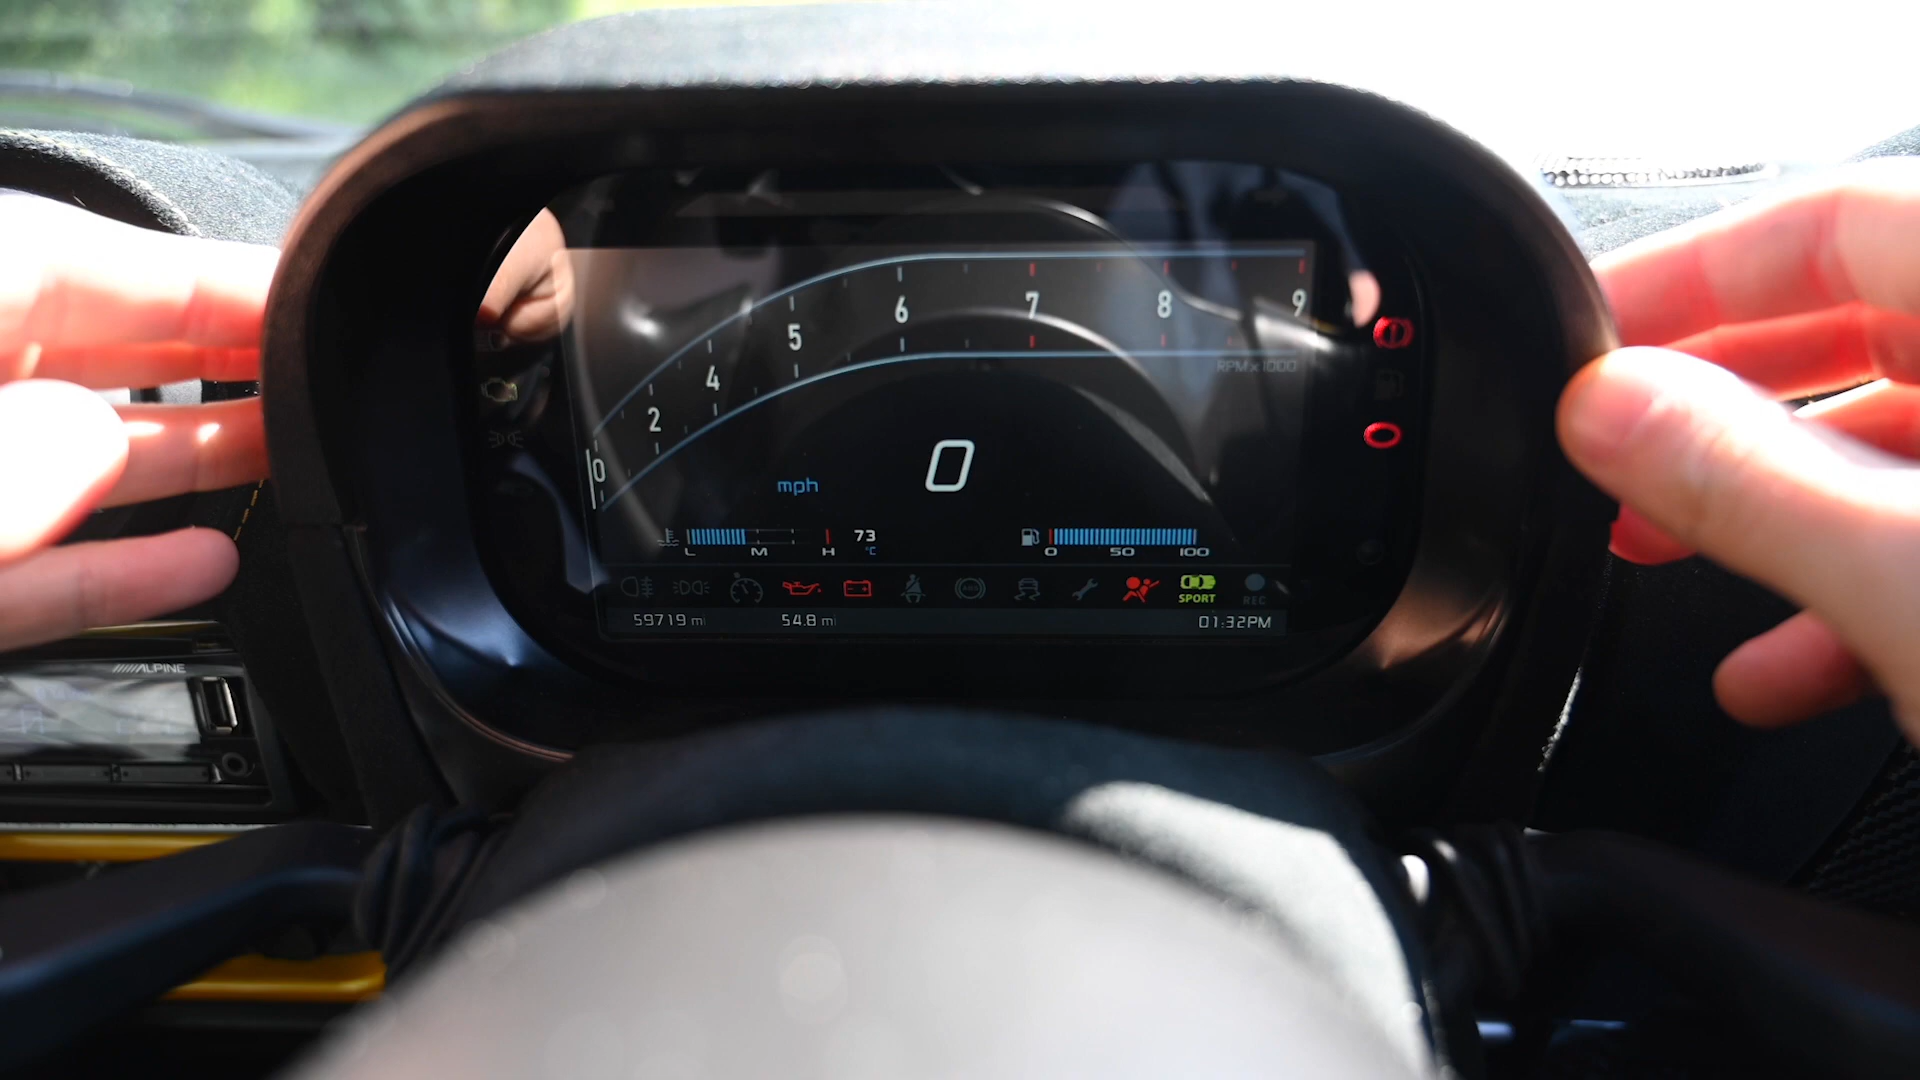 6 7 8 9
5
RPM x 1000
4
2
0
0
mph
73
°C
L M H
0 50 100
SPORT
REC
59719 mi 54.8 mi 01:32PM
ALPINE